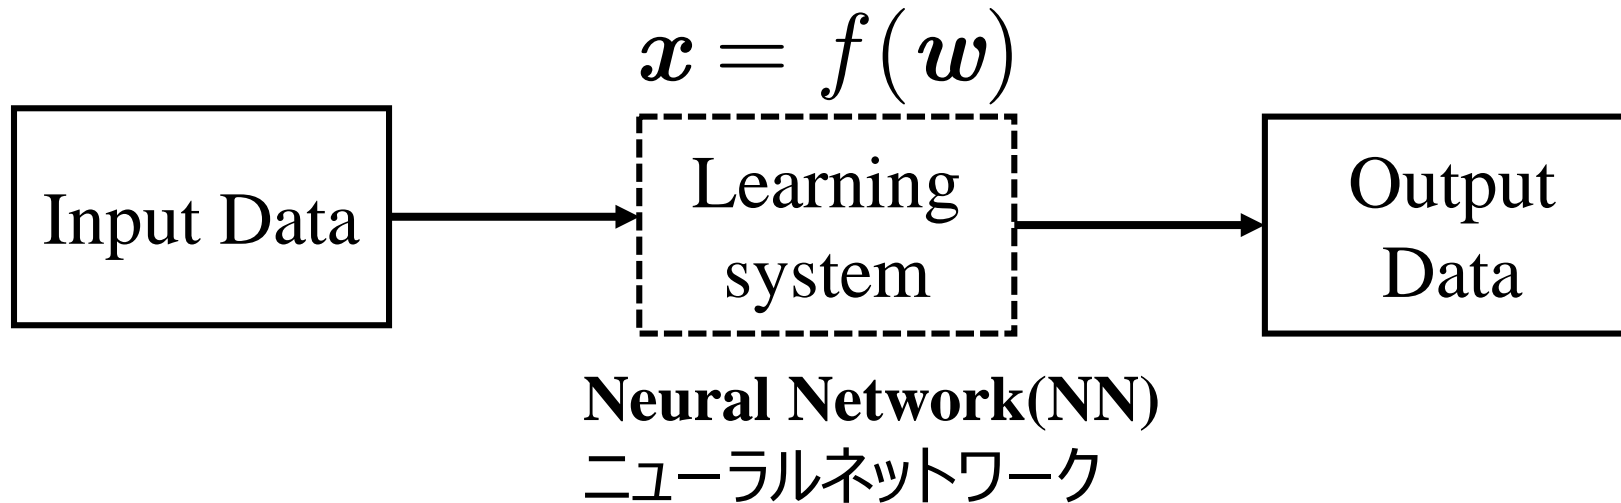 x = f(w)
Input Data
Learning
system
Output
Data
Neural Network(NN)
ニューラルネットワーク